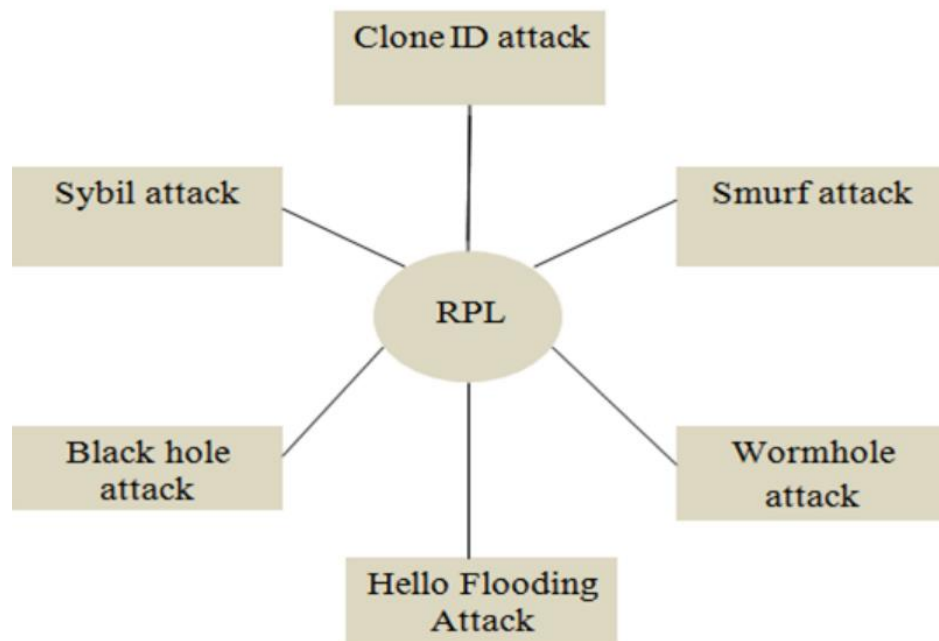 Clone ID attack
Sybil attack
Smurf attack
RPL
Black hole
attack
Wormhole
attack
Hello Flooding
Attack